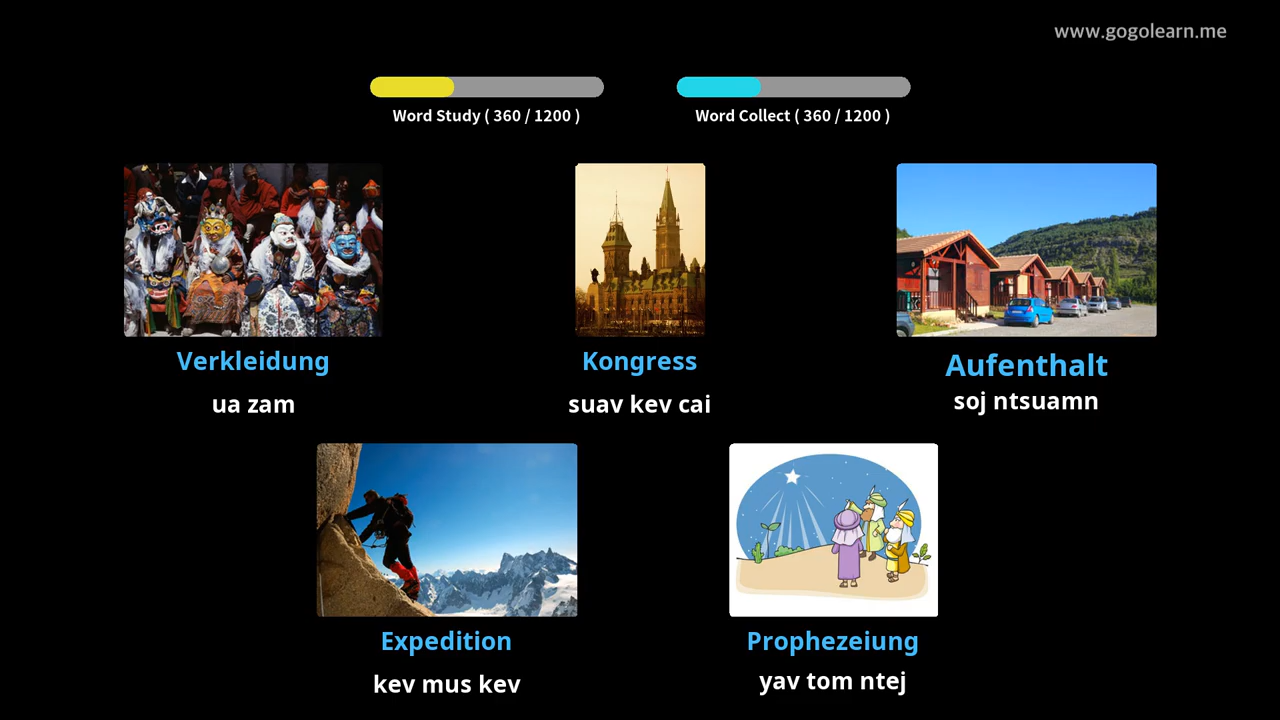 www.gogolearn.me
Word Study ( 360 / 1200 )
Word Collect ( 360 / 1200 )
Verkleidung
ua zam
Kongress
suav kev cai
Aufenthalt
soj ntsuamn
Expedition
kev mus kev
Prophezeiung
yav tom ntej